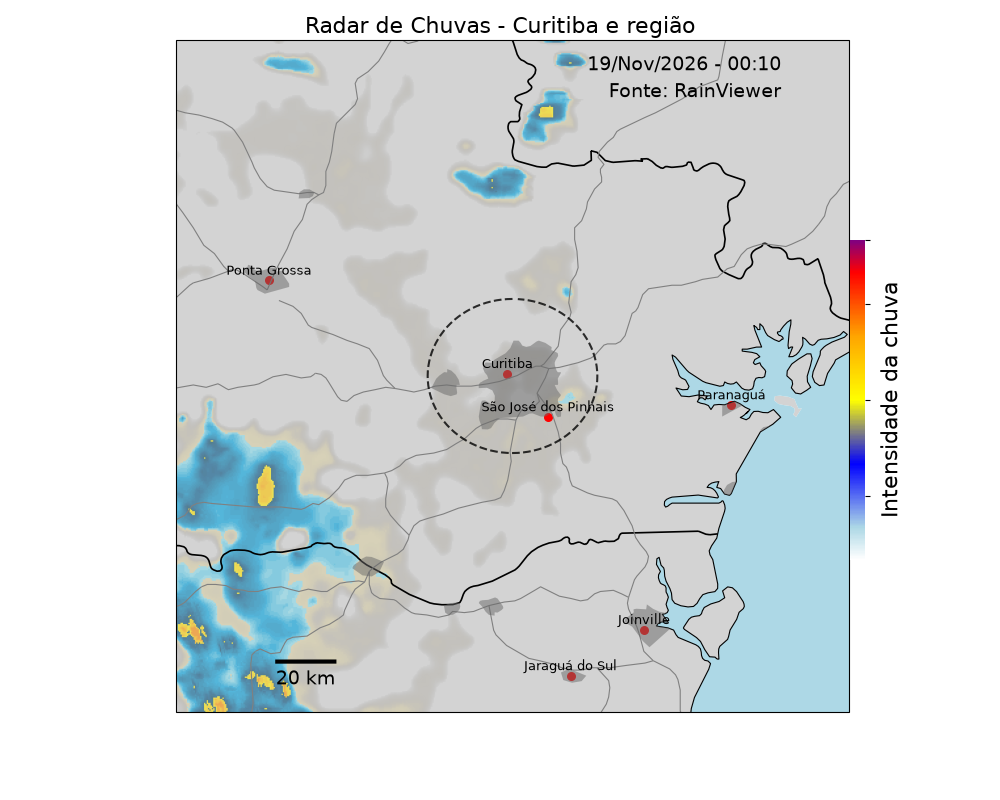 Radar de Chuvas - Curitiba e região
19/Nov/2026 - 00:10
Fonte: RainViewer
Ponta Grossa
Curitiba
São José dos Pinhais
Paranaguá
Intensidade da chuva
Joinville
Jaraguá do Sul
20 km